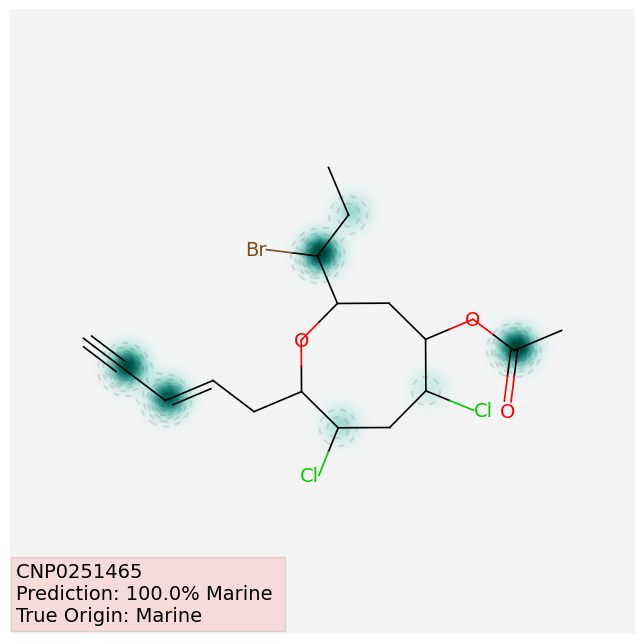 Br
O
O
O
Cl
Cl
CNP0251465
Prediction: 100.0% Marine
True Origin: Marine